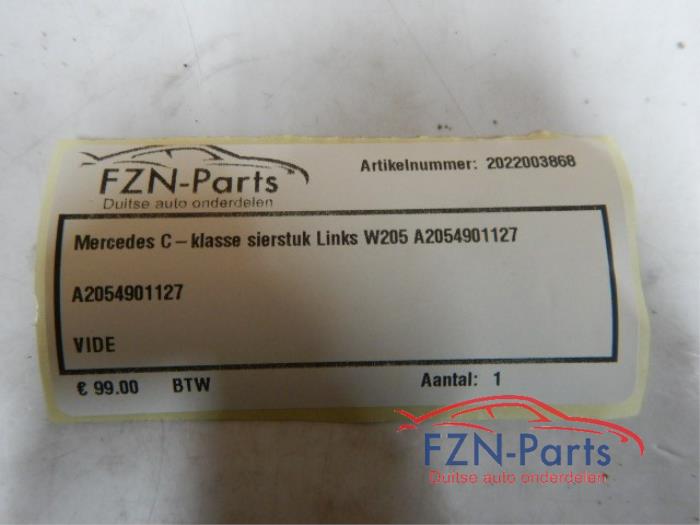 FZN-Parts
Duitse auto onderdelen
Artikelnummer: 2022003868
Mercedes C-klasse sierstuk Links W205 A2054901127
A2054901127
VIDE
€ 99.00 BTW Aantal: 1
FZN-Parts
Duitse auto onderdelen